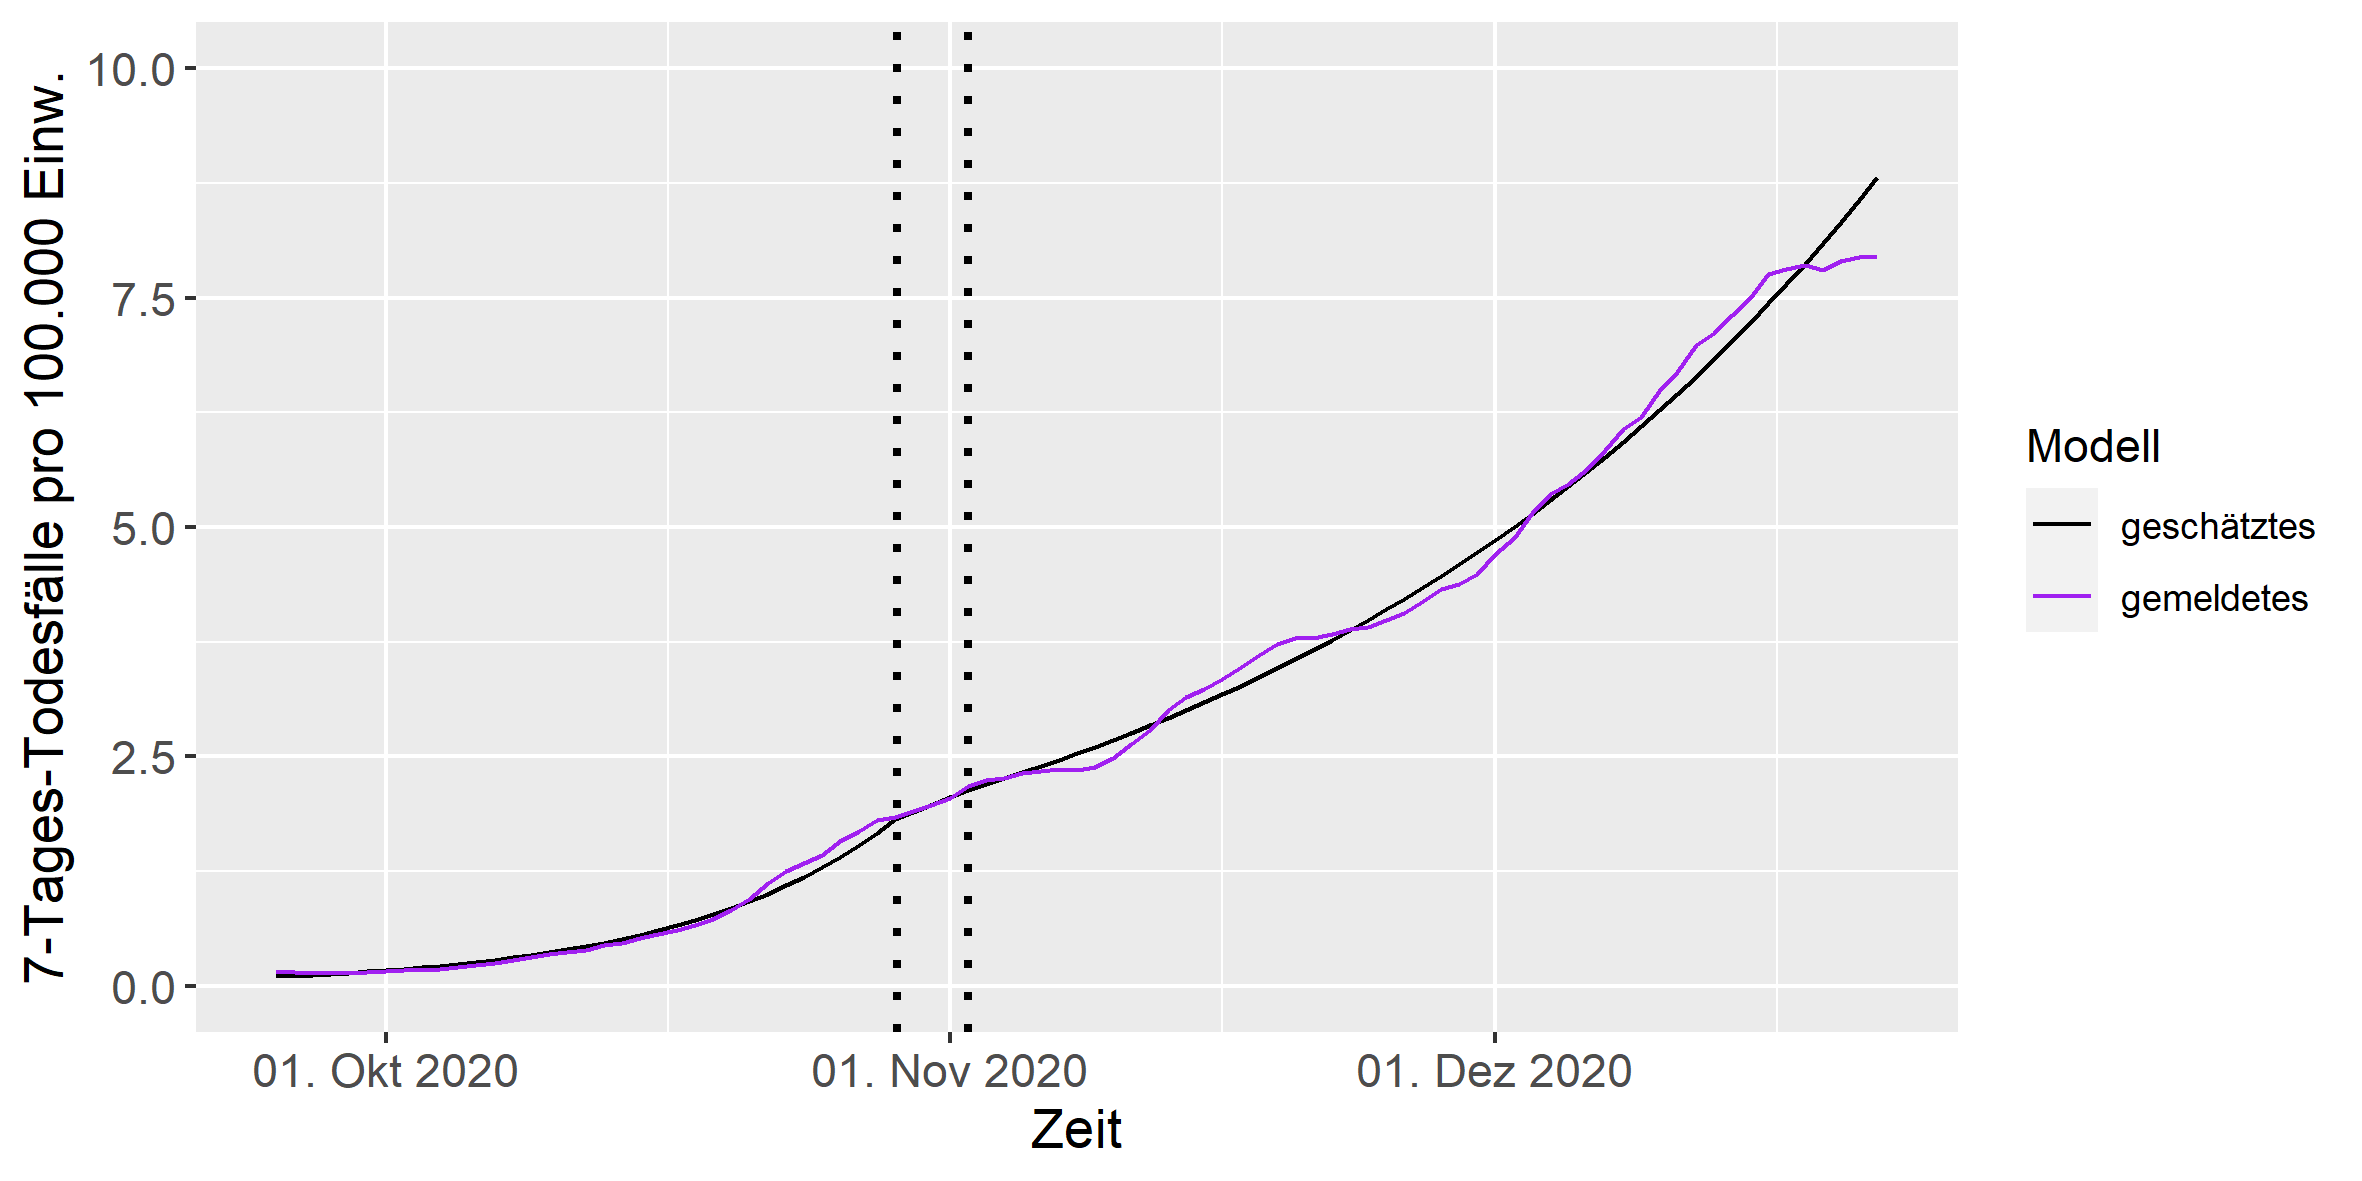 7-Tages-Todesfälle pro 100.000 Einw.
10.0
7.5
5.0
2.5
0.0
01. Okt 2020
01. Nov 2020
01. Dez 2020
Zeit
Modell
geschätztes
gemeldetes